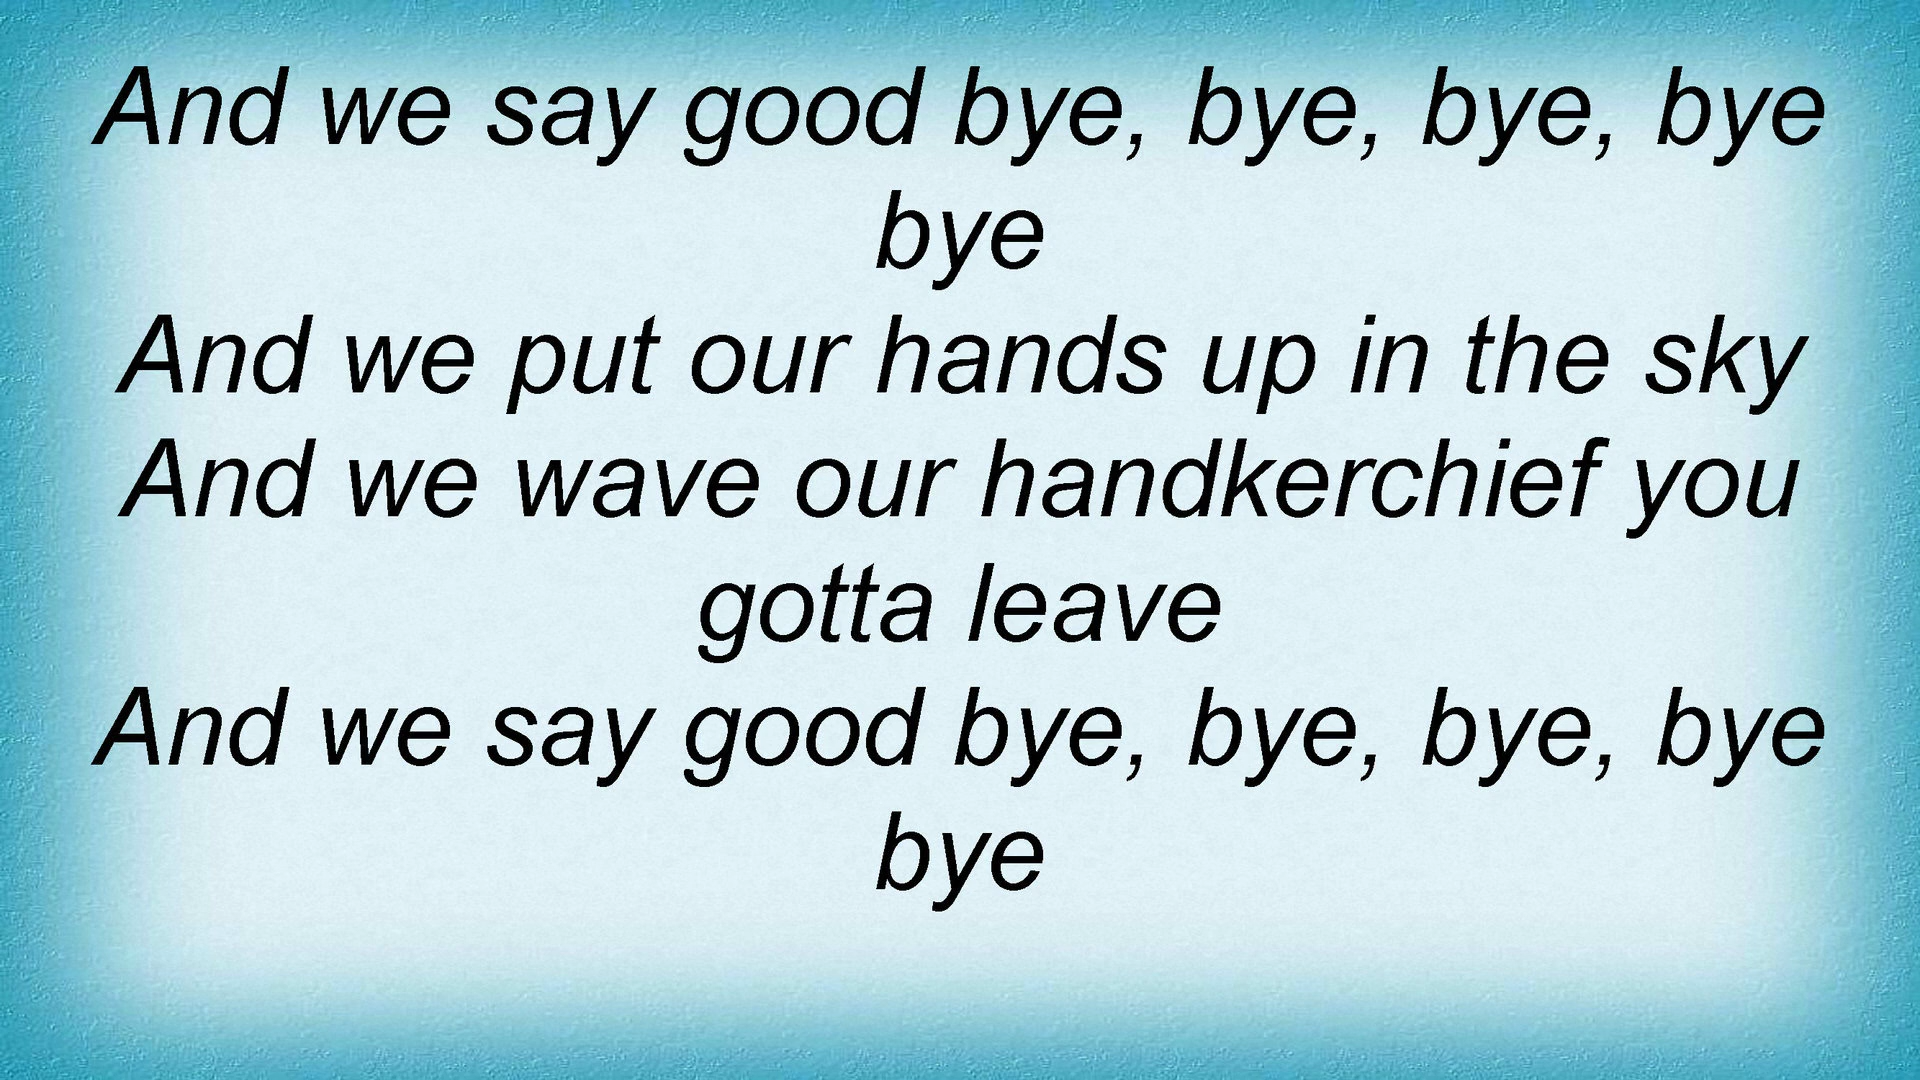 And we say good bye, bye, bye, bye
bye
And we put our hands up in the sky
And we wave our handkerchief you
gotta leave
And we say good bye, bye, bye, bye
bye